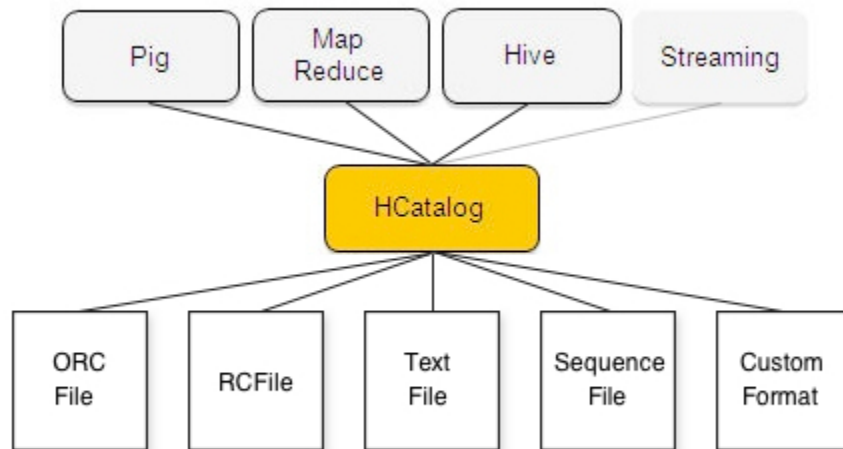 Pig
Map
Reduce
Hive
Streaming
HCatalog
ORC
File
RCFile
Text
File
Sequence
File
Custom
Format